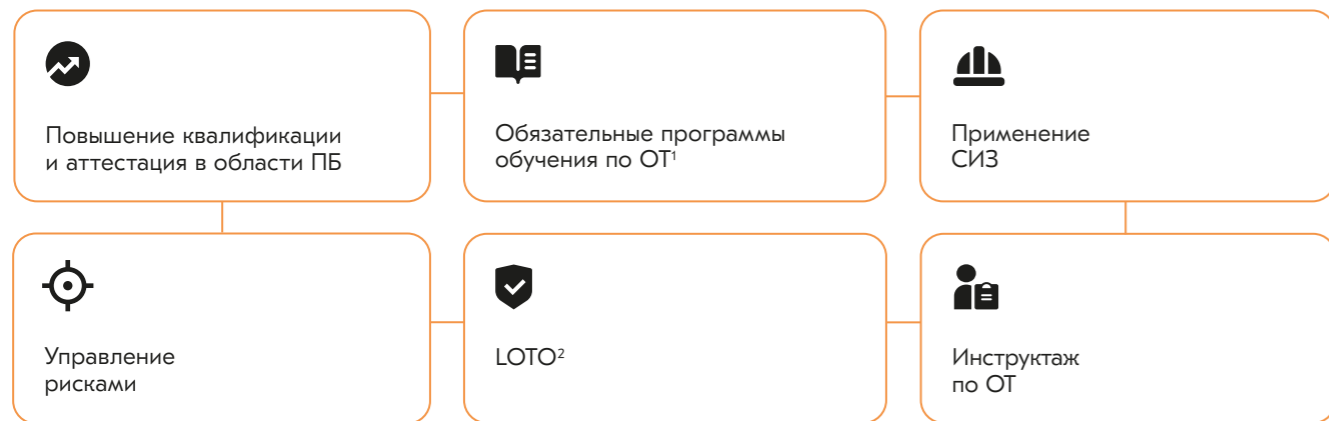 Повышение квалификации
и аттестация в области ПБ
Обязательные программы
обучения по ОТ¹
Применение
СИЗ
Управление
рисками
LOTO²
Инструктаж
по ОТ